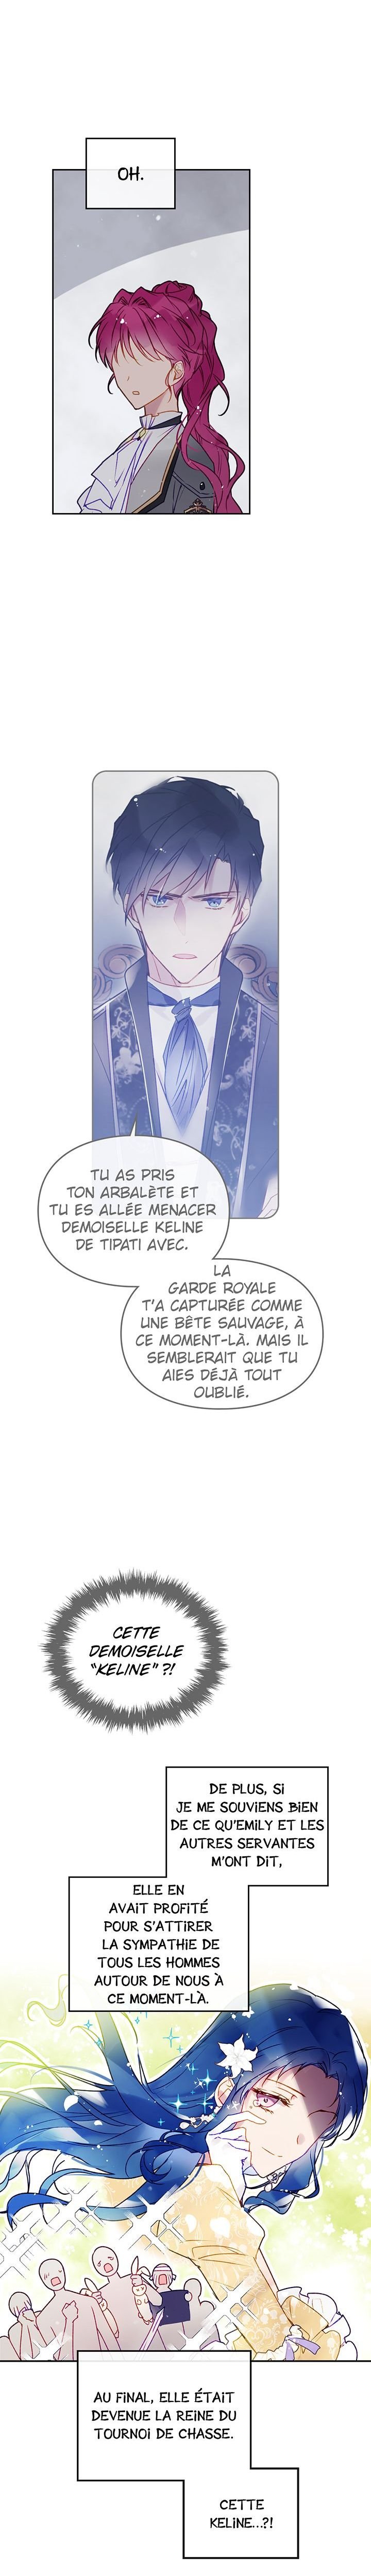 OH.
TU AS PRIS
TON ARBALÈTE ET
TU ES ALLÉE MENACER
DEMOISELLE KELINE
DE TIPATI AVEC.
LA
GARDE ROYALE
T'A CAPTURÉE COMME
UNE BÊTE SAUVAGE, À
CE MOMENT-LÀ. MAIS IL
SEMBLERAIT QUE TU
AIES DÉJÀ TOUT
OUBLIÉ.
CETTE
DEMOISELLE
"KELINE" ?!
DE PLUS, SI
JE ME SOUVIENS BIEN
DE CE QU'EMILY ET LES
AUTRES SERVANTES
M'ONT DIT,
ELLE EN
AVAIT PROFITÉ
POUR S'ATTIRER
LA SYMPATHIE DE
TOUS LES HOMMES
AUTOUR DE NOUS À
CE MOMENT-LÀ.
AU FINAL, ELLE ÉTAIT
DEVENUE LA REINE DU
TOURNOI DE CHASSE.
CETTE
KELINE...?!